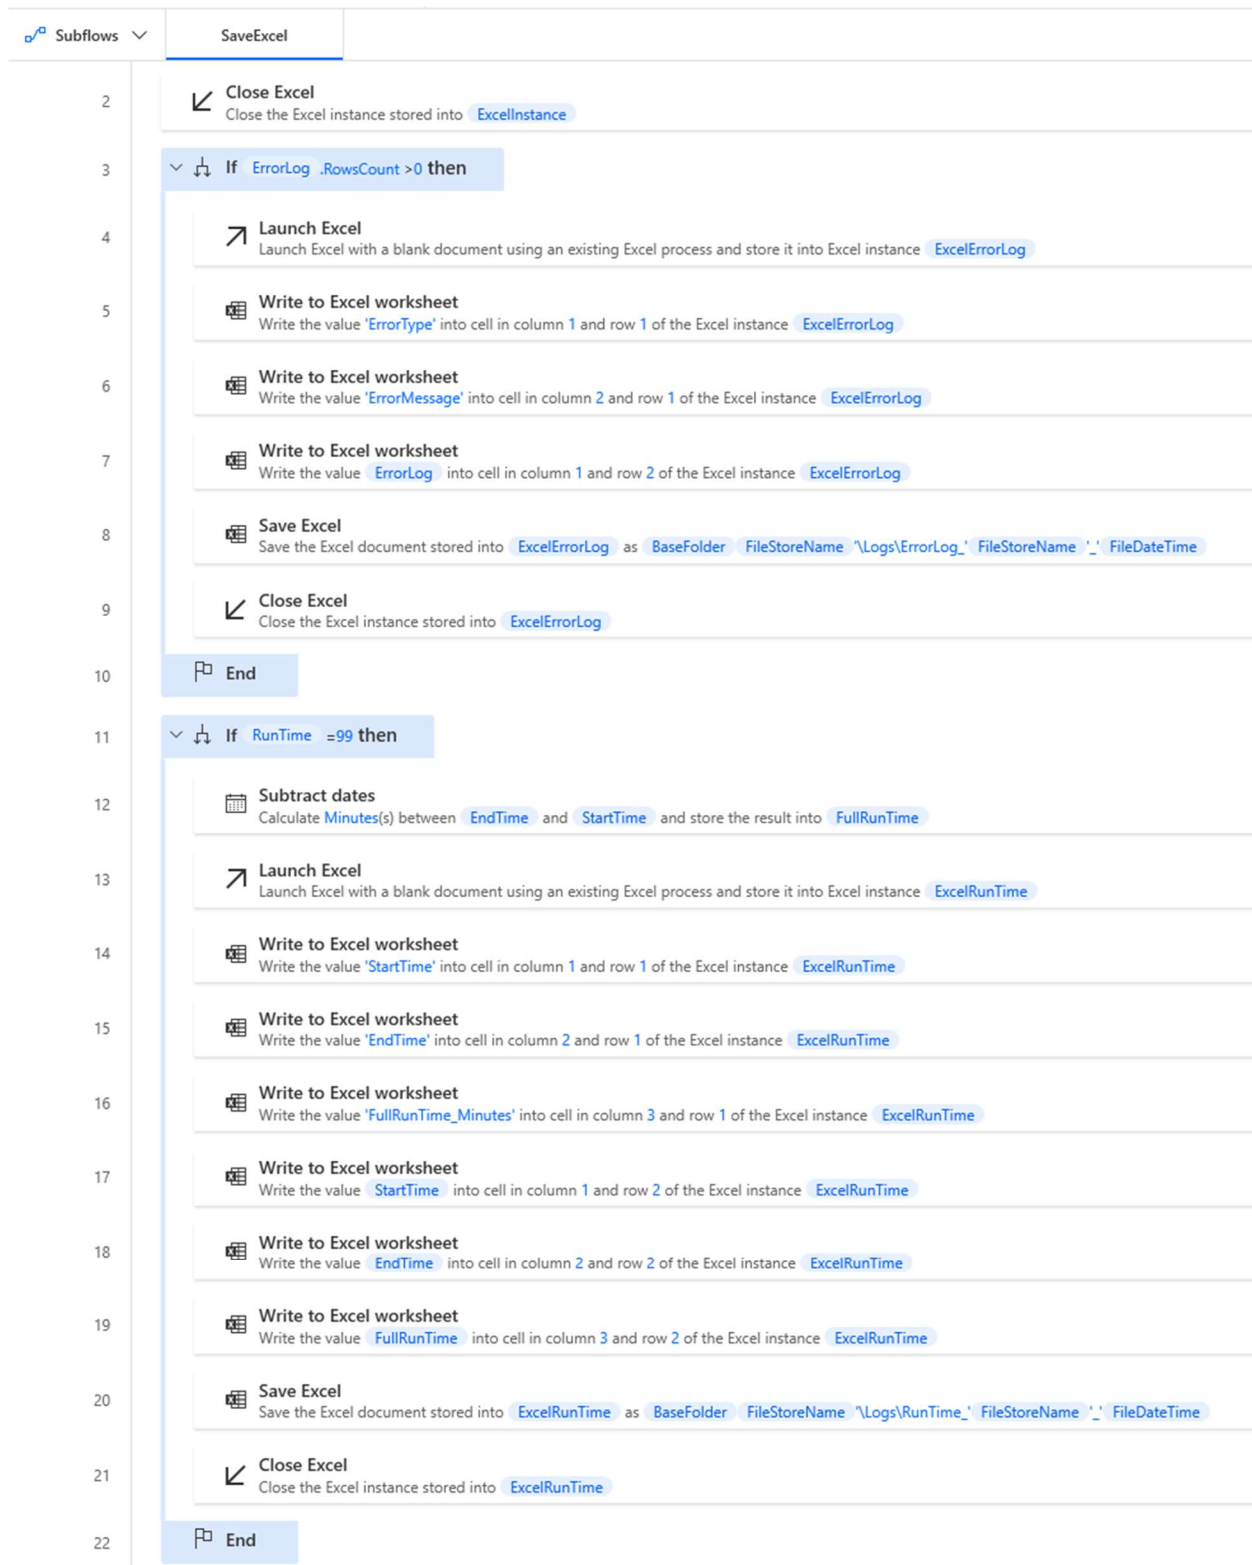 Subflows SaveExcel
2 Close Excel
Close the Excel instance stored into ExcelInstance
3 If ErrorLog .RowsCount >0 then
4 Launch Excel
Launch Excel with a blank document using an existing Excel process and store it into Excel instance ExcelErrorLog
5 Write to Excel worksheet
Write the value 'ErrorType' into cell in column 1 and row 1 of the Excel instance ExcelErrorLog
6 Write to Excel worksheet
Write the value 'ErrorMessage' into cell in column 2 and row 1 of the Excel instance ExcelErrorLog
7 Write to Excel worksheet
Write the value ErrorLog into cell in column 1 and row 2 of the Excel instance ExcelErrorLog
8 Save Excel
Save the Excel document stored into ExcelErrorLog as BaseFolder FileStoreName '\Logs\ErrorLog_' FileStoreName '_' FileDateTime
9 Close Excel
Close the Excel instance stored into ExcelErrorLog
10 End
11 If RunTime =99 then
12 Subtract dates
Calculate Minutes(s) between EndTime and StartTime and store the result into FullRunTime
13 Launch Excel
Launch Excel with a blank document using an existing Excel process and store it into Excel instance ExcelRunTime
14 Write to Excel worksheet
Write the value 'StartTime' into cell in column 1 and row 1 of the Excel instance ExcelRunTime
15 Write to Excel worksheet
Write the value 'EndTime' into cell in column 2 and row 1 of the Excel instance ExcelRunTime
16 Write to Excel worksheet
Write the value 'FullRunTime_Minutes' into cell in column 3 and row 1 of the Excel instance ExcelRunTime
17 Write to Excel worksheet
Write the value StartTime into cell in column 1 and row 2 of the Excel instance ExcelRunTime
18 Write to Excel worksheet
Write the value EndTime into cell in column 2 and row 2 of the Excel instance ExcelRunTime
19 Write to Excel worksheet
Write the value FullRunTime into cell in column 3 and row 2 of the Excel instance ExcelRunTime
20 Save Excel
Save the Excel document stored into ExcelRunTime as BaseFolder FileStoreName '\Logs\RunTime_' FileStoreName '_' FileDateTime
21 Close Excel
Close the Excel instance stored into ExcelRunTime
22 End